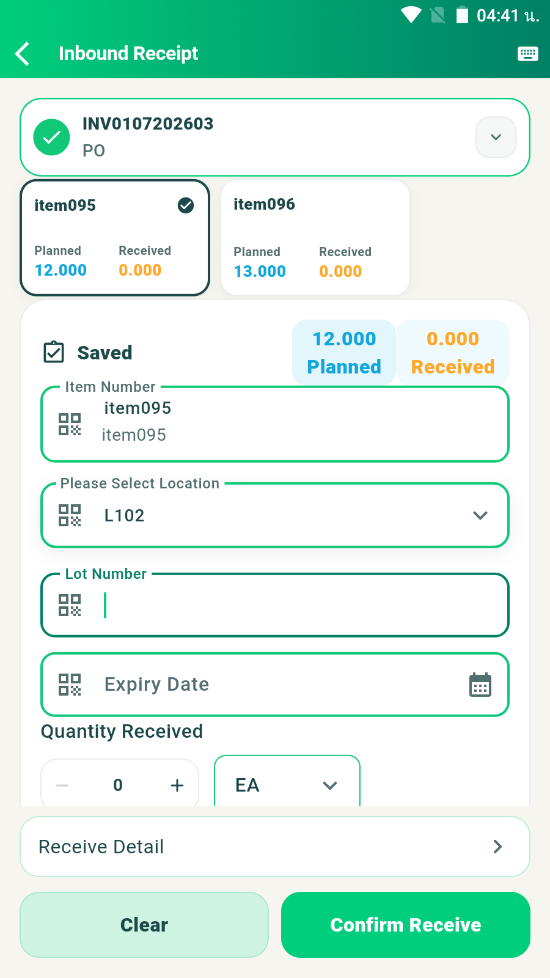 04:41 น.
Inbound Receipt
INV0107202603
PO
item095
Planned Received
12.000 0.000
item096
Planned Received
13.000 0.000
Saved
12.000
Planned
0.000
Received
Item Number
item095
item095
Please Select Location
L102
Lot Number
Expiry Date
Quantity Received
0
EA
Receive Detail
Clear
Confirm Receive